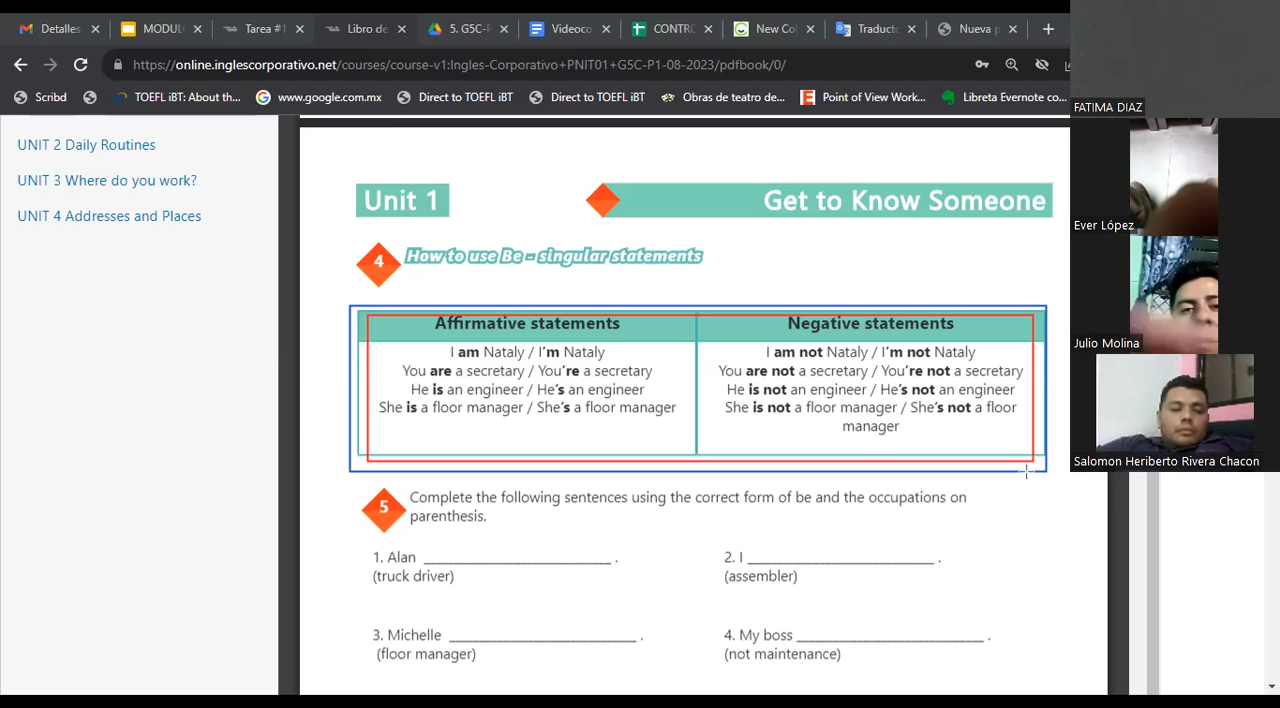 Detalles
MODUL
Tarea #1
Libro de
5. G5C-P
Videoco
CONTRO
New Co
Traducto
Nueva p
https://online.inglescorporativo.net/courses/course-v1:Ingles-Corporativo+PNIT01+G5C-P1-08-2023/pdfbook/0/
Scribd
TOEFL iBT: About th...
www.google.com.mx
Direct to TOEFL iBT
Direct to TOEFL iBT
Obras de teatro de...
Point of View Work...
Libreta Evernote co...
UNIT 2 Daily Routines
UNIT 3 Where do you work?
UNIT 4 Addresses and Places
Unit 1
Get to Know Someone
4
How to use Be - singular statements
Affirmative statements
I am Nataly / I'm Nataly
You are a secretary / You're a secretary
He is an engineer / He's an engineer
She is a floor manager / She's a floor manager
Negative statements
I am not Nataly / I'm not Nataly
You are not a secretary / You're not a secretary
He is not an engineer / He's not an engineer
She is not a floor manager / She's not a floor
manager
5
Complete the following sentences using the correct form of be and the occupations on
parenthesis.
1. Alan ________________________ .
(truck driver)
2. I ________________________ .
(assembler)
3. Michelle ________________________ .
(floor manager)
4. My boss ________________________ .
(not maintenance)
FATIMA DIAZ
Ever López
Julio Molina
Salomon Heriberto Rivera Chacon